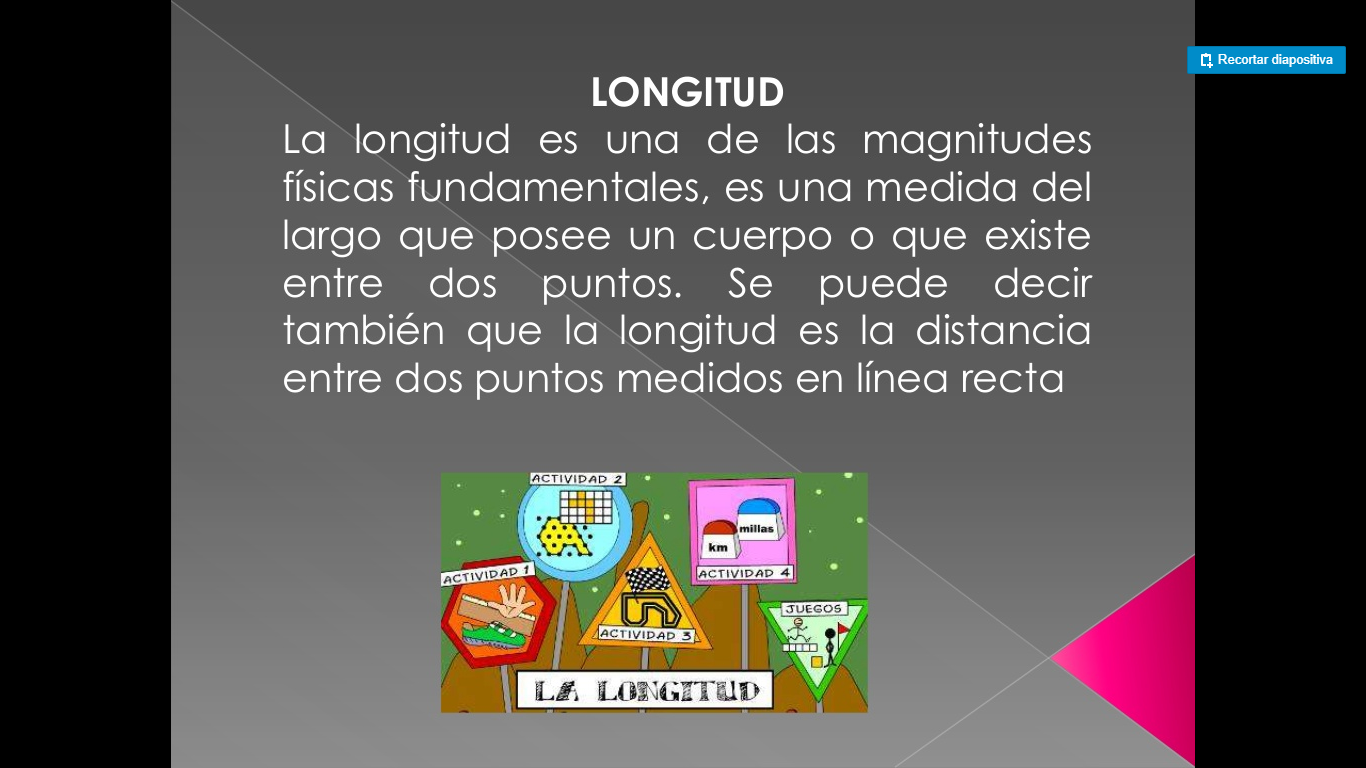 Recortar diapositiva
LONGITUD
La longitud es una de las magnitudes
físicas fundamentales, es una medida del
largo que posee un cuerpo o que existe
entre dos puntos. Se puede decir
también que la longitud es la distancia
entre dos puntos medidos en línea recta
ACTIVIDAD 2
millas
km
ACTIVIDAD 4
ACTIVIDAD 1
JUEGOS
ACTIVIDAD 3
LA LONGITUD